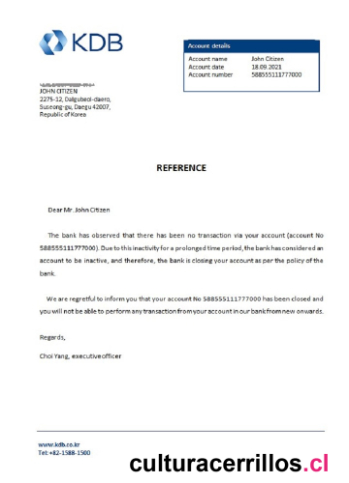 KDB
Account details
Account name John Citizen
Account date 18.09.2021
Account number 588555111777000
JOHN CITIZEN
2275-12, Dalgubeol-daero,
Suseong-gu, Daegu 42007,
Republic of Korea
REFERENCE
Dear Mr. John Citizen
The bank has observed that there has been no transaction via your account (account No
588555111777000). Due to this inactivity for a prolonged time period, the bank has considered an
account to be inactive, and therefore, the bank is closing your account as per the policy of the
bank.
We are regretful to inform you that your account No 588555111777000 has been closed and
you will not be able to perform any transaction from your account in our bank from new onwards.
Regards,
Choi Yang, executive officer
www.kdb.co.kr
Tel: +82-1588-1500
culturacerrillos.cl